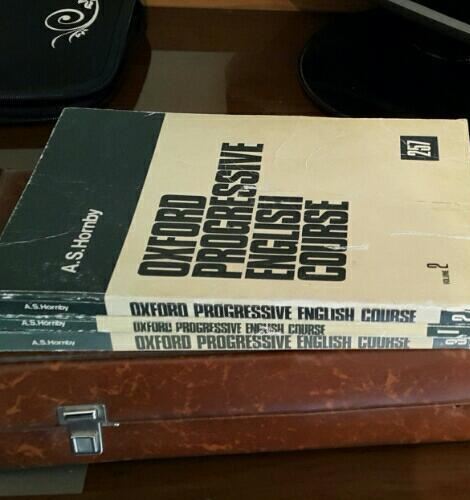 A.S.Hornby
OXFORD
PROGRESSIVE
ENGLISH
COURSE
257
VOLUME 2
A.S. Hornby
OXFORD PROGRESSIVE ENGLISH COURSE
2
A.S. Hornby
OXFORD PROGRESSIVE ENGLISH COURSE
A.S. Hornby
OXFORD PROGRESSIVE ENGLISH COURSE